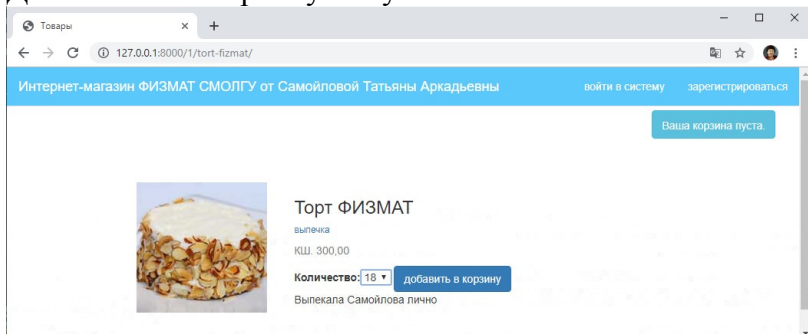 Товары
127.0.0.1:8000/1/tort-fizmat/
Интернет-магазин ФИЗМАТ СМОЛГУ от Самойловой Татьяны Аркадьевны войти в систему зарегистрироваться
Ваша корзина пуста.
Торт ФИЗМАТ
выпечка
КШ. 300,00
Количество: 18 добавить в корзину
Выпекала Самойлова лично